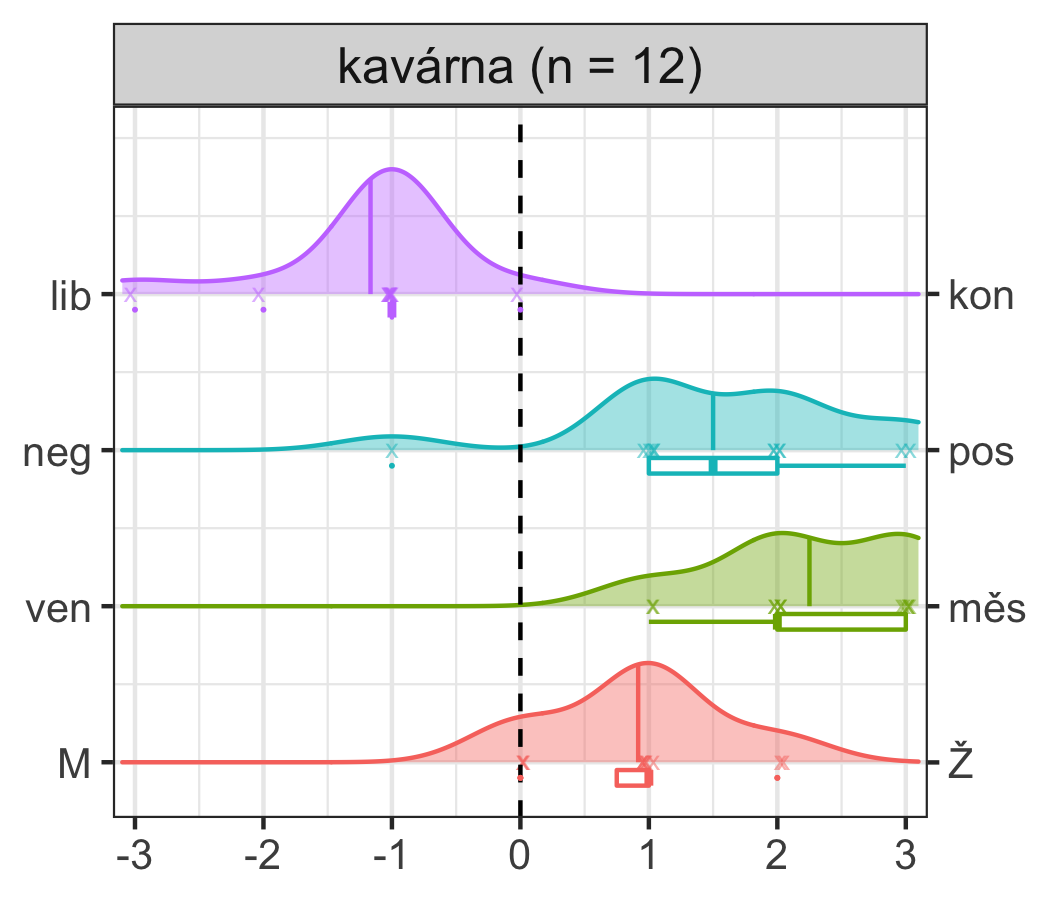 kavárna (n = 12)
lib kon
neg pos
ven měs
M Ž
-3 -2 -1 0 1 2 3